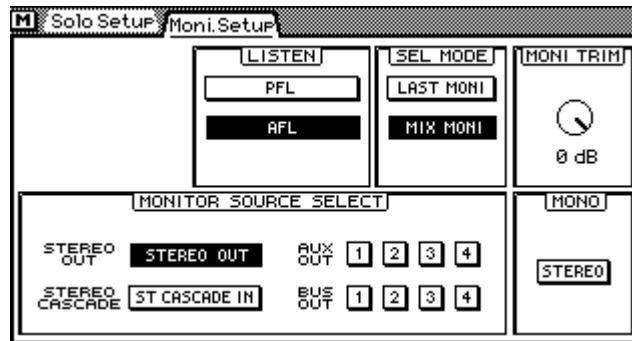 M Solo Setup Moni.Setup
LISTEN SEL MODE MONI TRIM
PFL LAST MONI
AFL MIX MONI
0 dB
MONITOR SOURCE SELECT MONO
STEREO OUT STEREO OUT AUX OUT 1 2 3 4
STEREO
STEREO CASCADE ST CASCADE IN BUS OUT 1 2 3 4